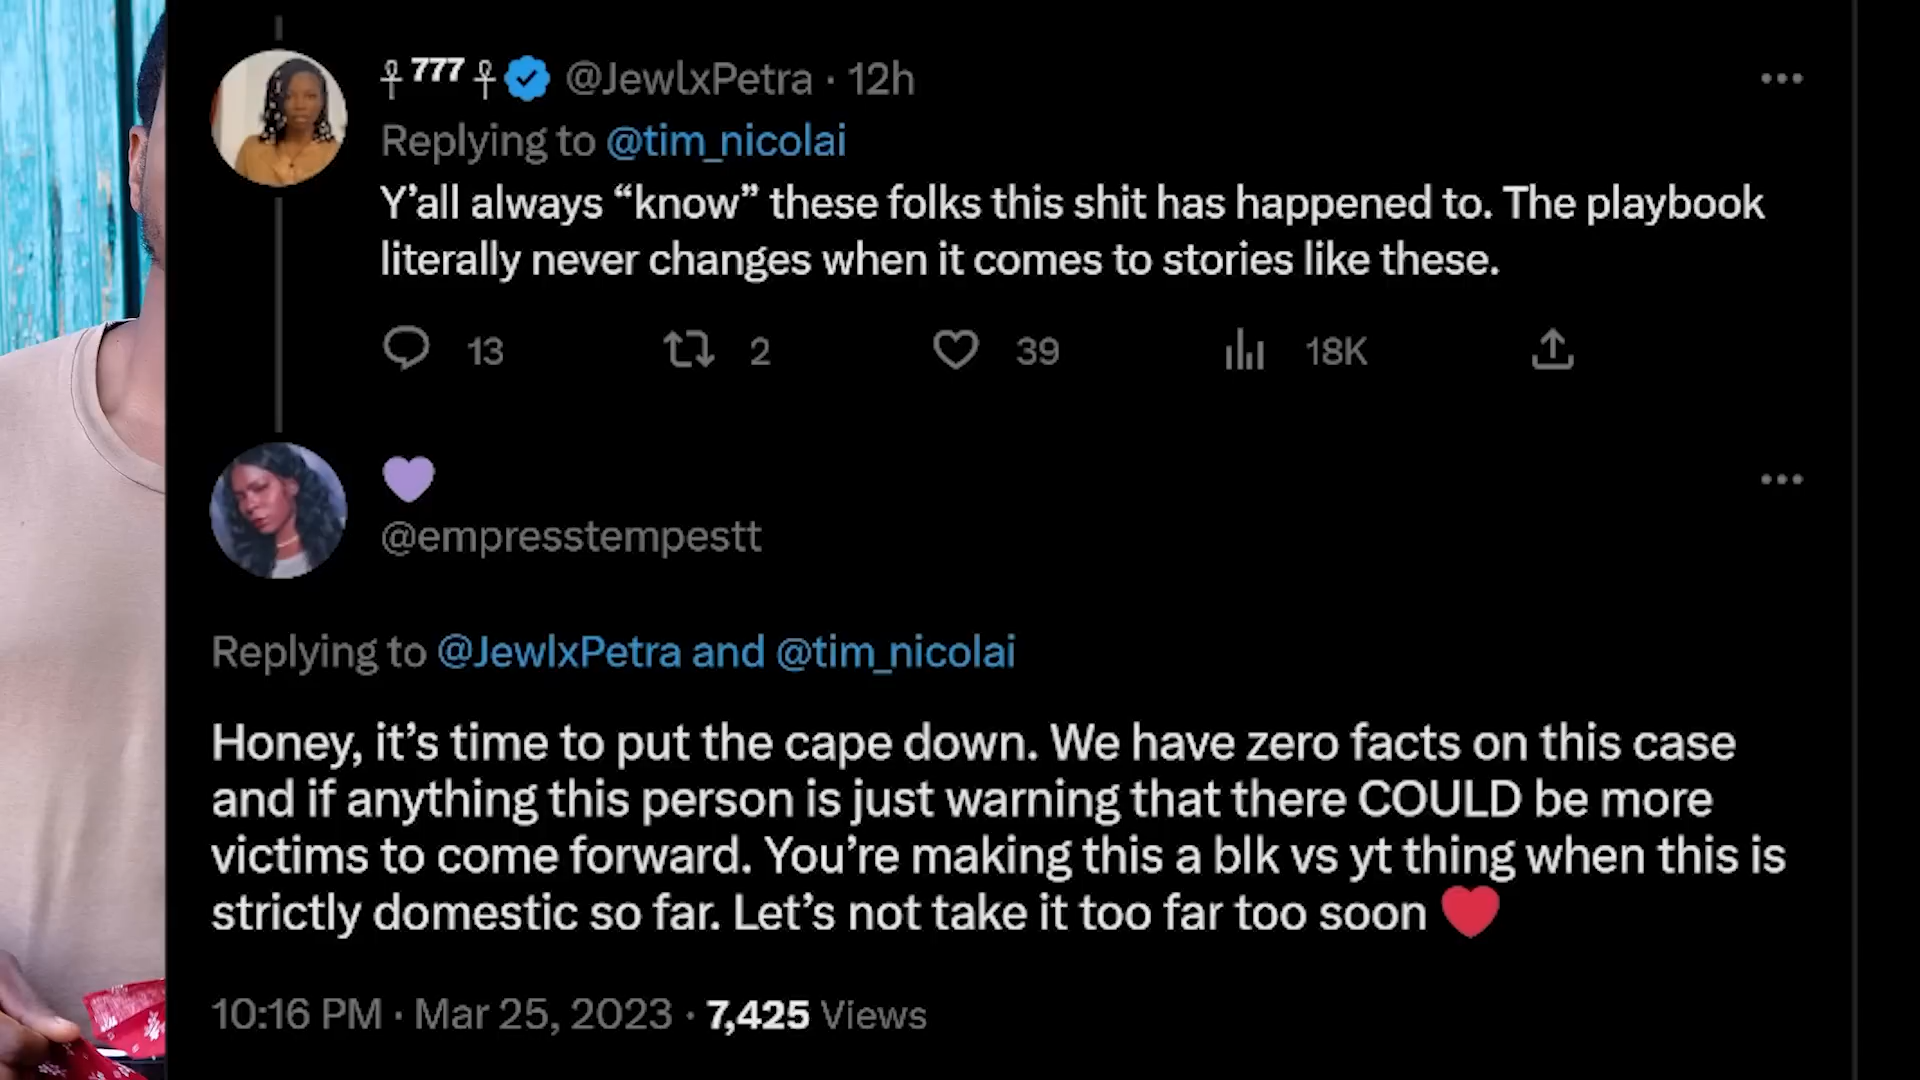 ☥ 777 ☥ @JewlxPetra · 12h
Replying to @tim_nicolai
Y’all always “know” these folks this shit has happened to. The playbook
literally never changes when it comes to stories like these.
13 2 39 18K
💜
@empresstempestt
Replying to @JewlxPetra and @tim_nicolai
Honey, it’s time to put the cape down. We have zero facts on this case
and if anything this person is just warning that there COULD be more
victims to come forward. You’re making this a blk vs yt thing when this is
strictly domestic so far. Let’s not take it too far too soon ❤️
10:16 PM · Mar 25, 2023 · 7,425 Views